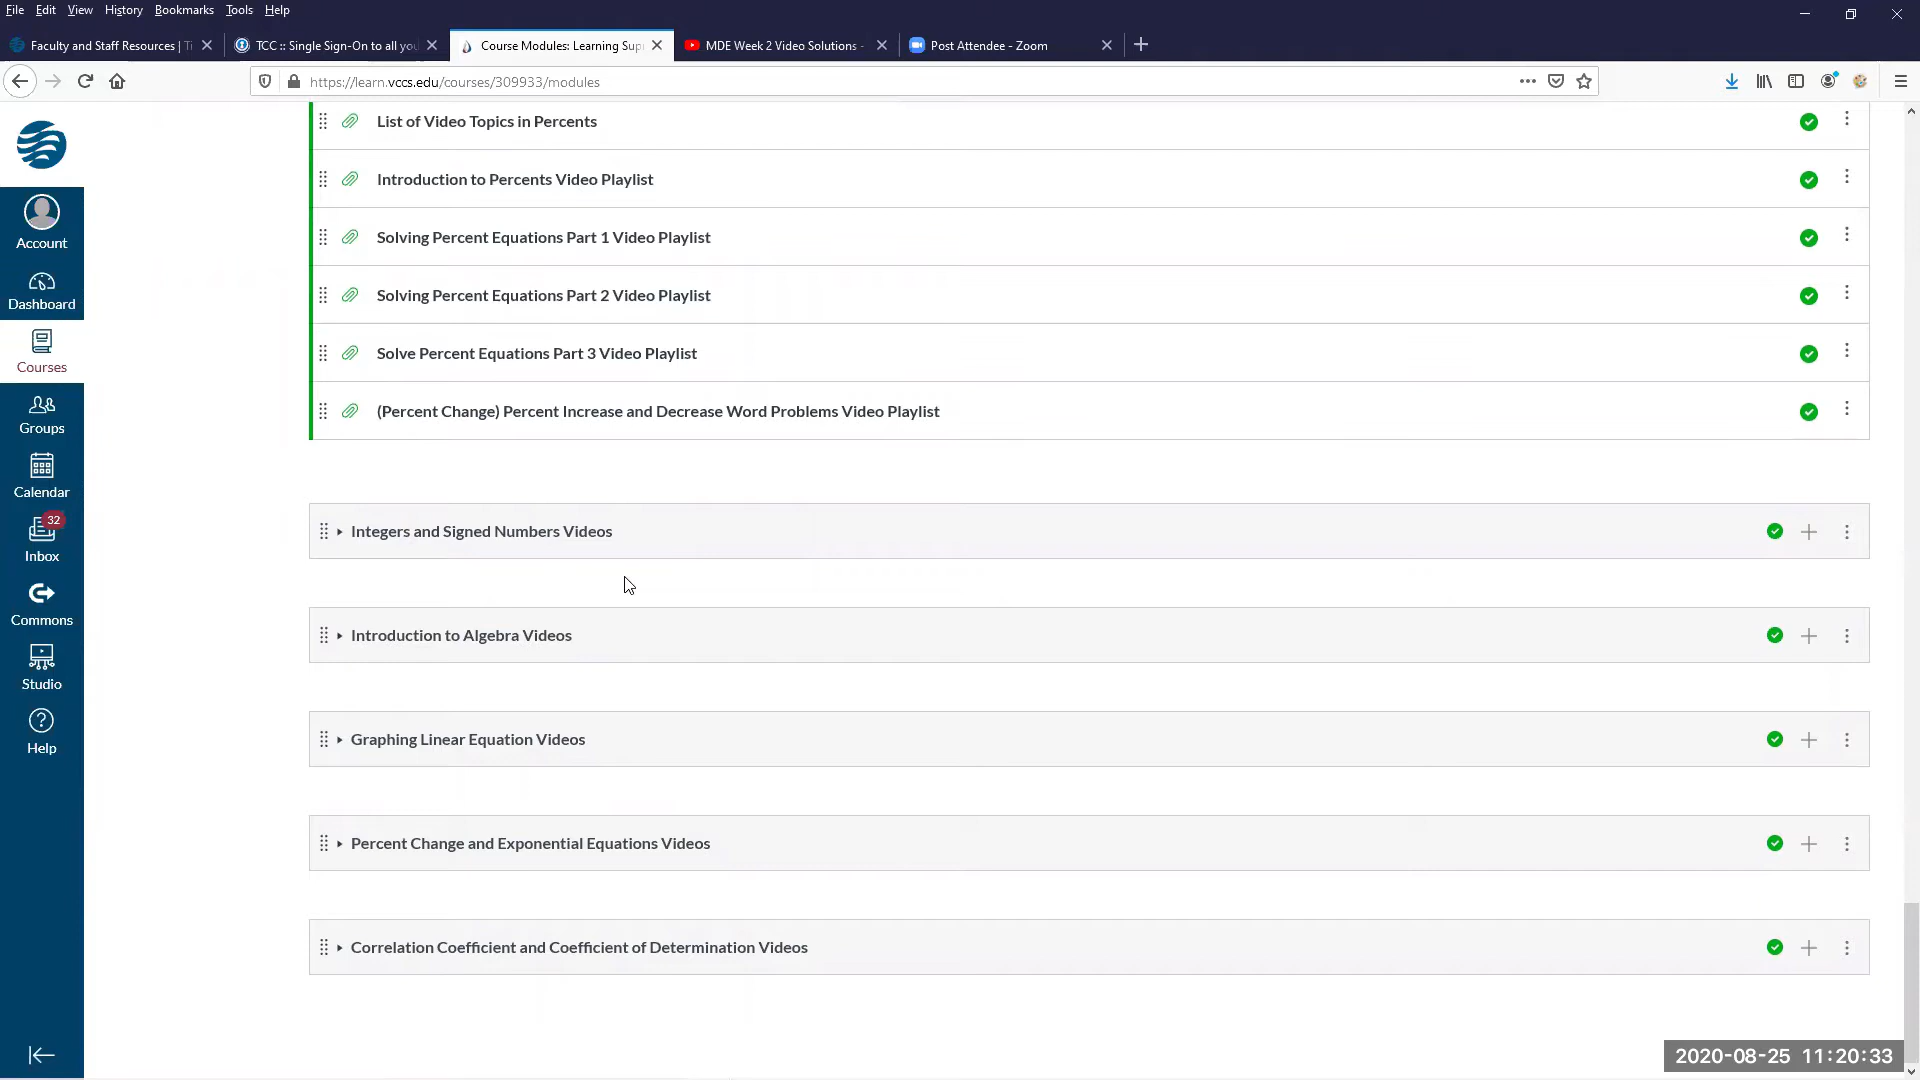 File Edit View History Bookmarks Tools Help
Faculty and Staff Resources | Ti
TCC :: Single Sign-On to all you
Course Modules: Learning Sup
MDE Week 2 Video Solutions -
Post Attendee - Zoom
https://learn.vccs.edu/courses/309933/modules
List of Video Topics in Percents
Introduction to Percents Video Playlist
Solving Percent Equations Part 1 Video Playlist
Solving Percent Equations Part 2 Video Playlist
Solve Percent Equations Part 3 Video Playlist
(Percent Change) Percent Increase and Decrease Word Problems Video Playlist
Integers and Signed Numbers Videos
Introduction to Algebra Videos
Graphing Linear Equation Videos
Percent Change and Exponential Equations Videos
Correlation Coefficient and Coefficient of Determination Videos
Account
Dashboard
Courses
Groups
Calendar
32
Inbox
Commons
Studio
Help
2020-08-25 11:20:33